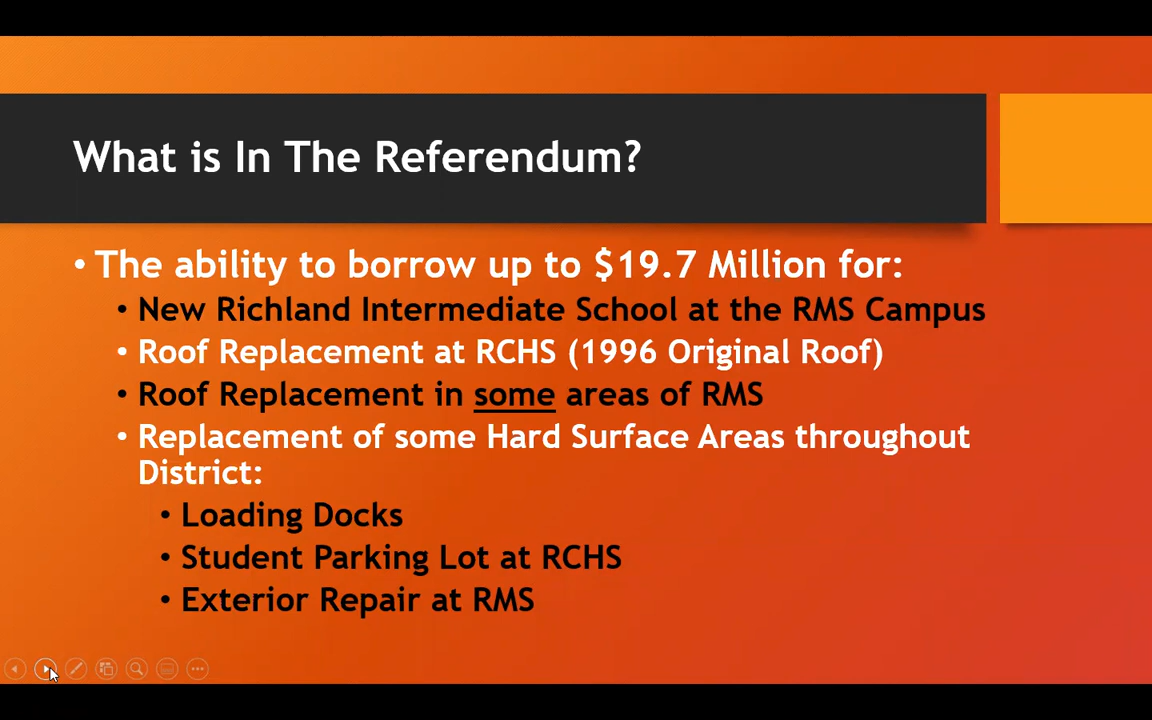 What is In The Referendum?
• The ability to borrow up to $19.7 Million for:
• New Richland Intermediate School at the RMS Campus
• Roof Replacement at RCHS (1996 Original Roof)
• Roof Replacement in some areas of RMS
• Replacement of some Hard Surface Areas throughout
District:
• Loading Docks
• Student Parking Lot at RCHS
• Exterior Repair at RMS